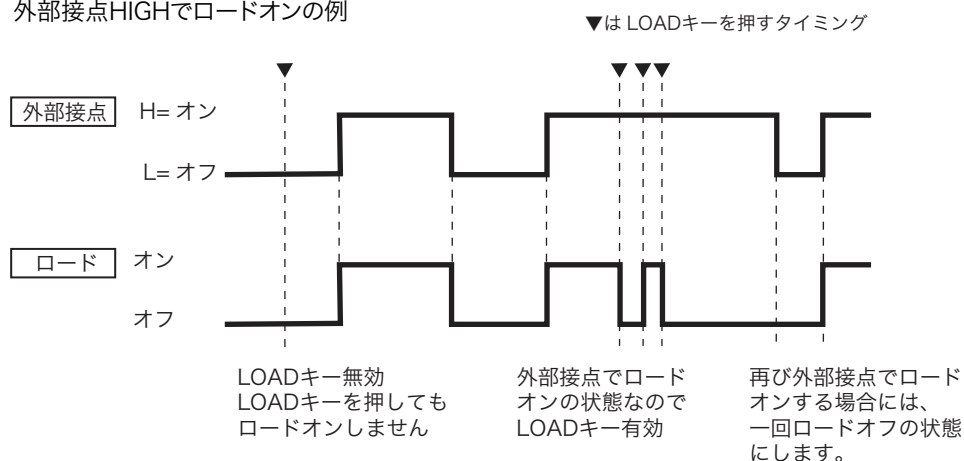 外部接点HIGHでロードオンの例
▼は LOADキーを押すタイミング
外部接点 H= オン
L= オフ
ロード オン
オフ
LOADキー無効
LOADキーを押しても
ロードオンしません
外部接点でロード
オンの状態なので
LOADキー有効
再び外部接点でロード
オンする場合には、
一回ロードオフの状態
にします。